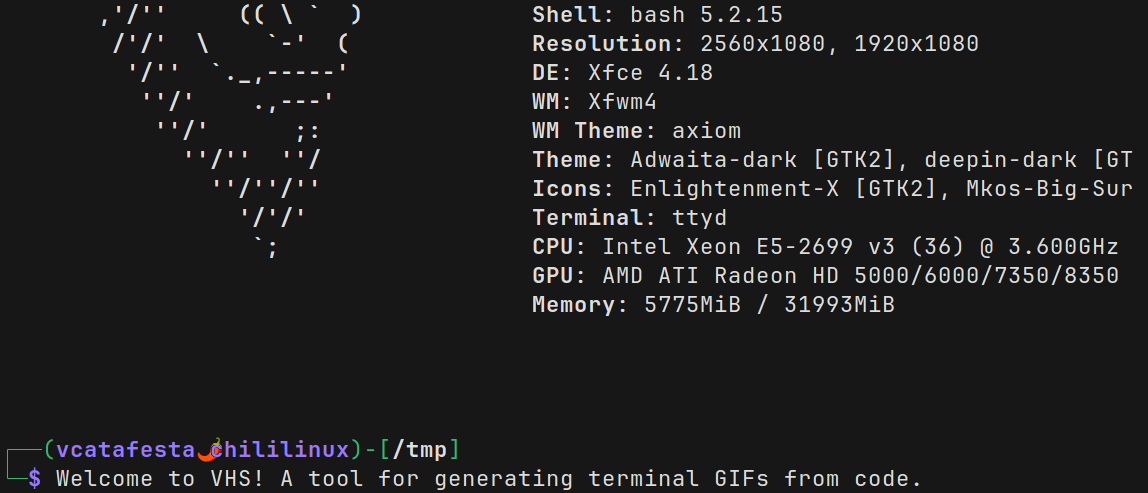 Shell: bash 5.2.15
Resolution: 2560x1080, 1920x1080
DE: Xfce 4.18
WM: Xfwm4
WM Theme: axiom
Theme: Adwaita-dark [GTK2], deepin-dark [GT
Icons: Enlightenment-X [GTK2], Mkos-Big-Sur
Terminal: ttyd
CPU: Intel Xeon E5-2699 v3 (36) @ 3.600GHz
GPU: AMD ATI Radeon HD 5000/6000/7350/8350
Memory: 5775MiB / 31993MiB
(vcatafesta🌶chililinux)-[/tmp]
$ Welcome to VHS! A tool for generating terminal GIFs from code.